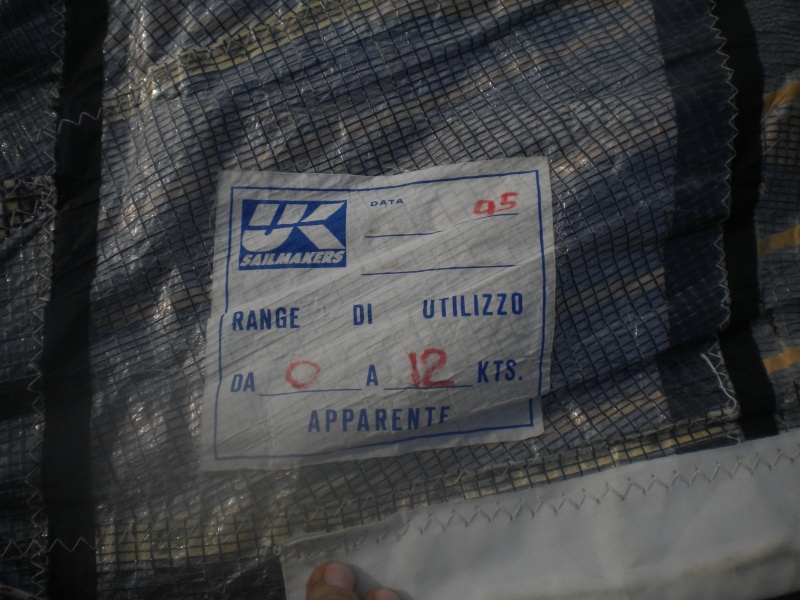 UK
SAILMAKERS
DATA 95
RANGE DI UTILIZZO
DA 0 A 12 KTS.
APPARENTE